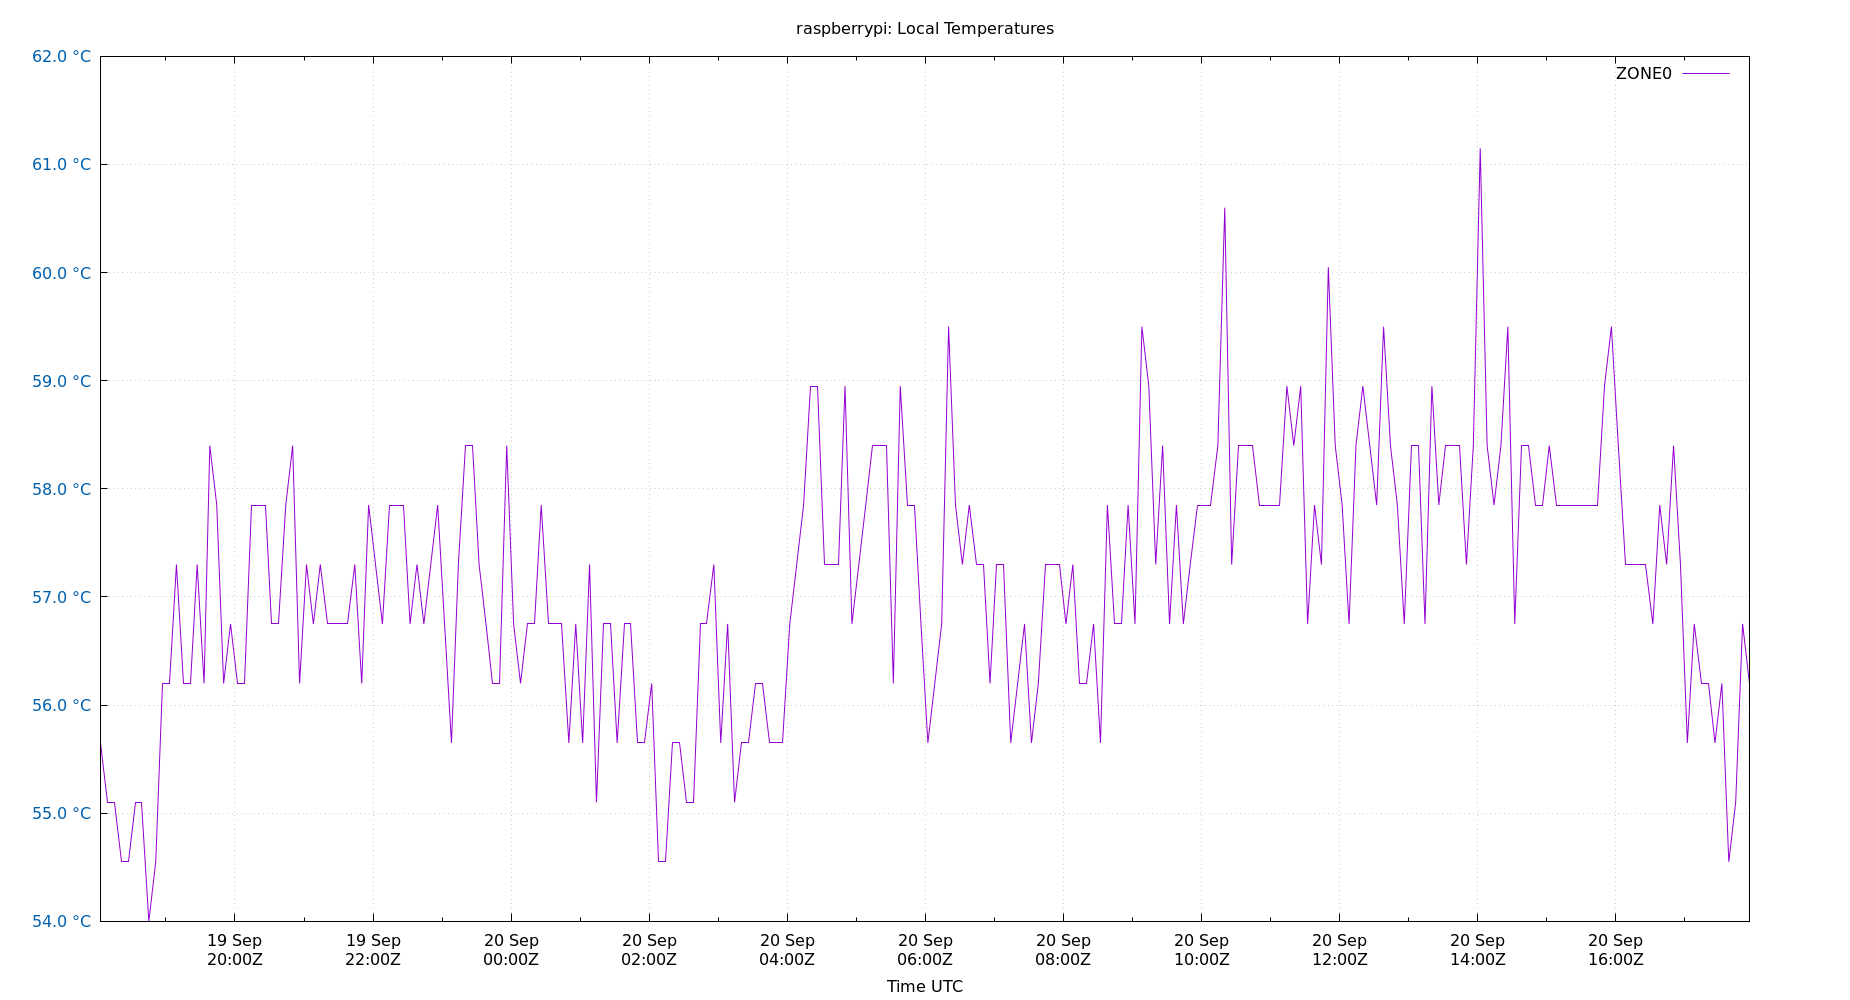 raspberrypi: Local Temperatures
62.0 °C
ZONE0
61.0 °C
60.0 °C
59.0 °C
58.0 °C
57.0 °C
56.0 °C
55.0 °C
54.0 °C
19 Sep 19 Sep 20 Sep 20 Sep 20 Sep 20 Sep 20 Sep 20 Sep 20 Sep 20 Sep 20 Sep
20:00Z 22:00Z 00:00Z 02:00Z 04:00Z 06:00Z 08:00Z 10:00Z 12:00Z 14:00Z 16:00Z
Time UTC